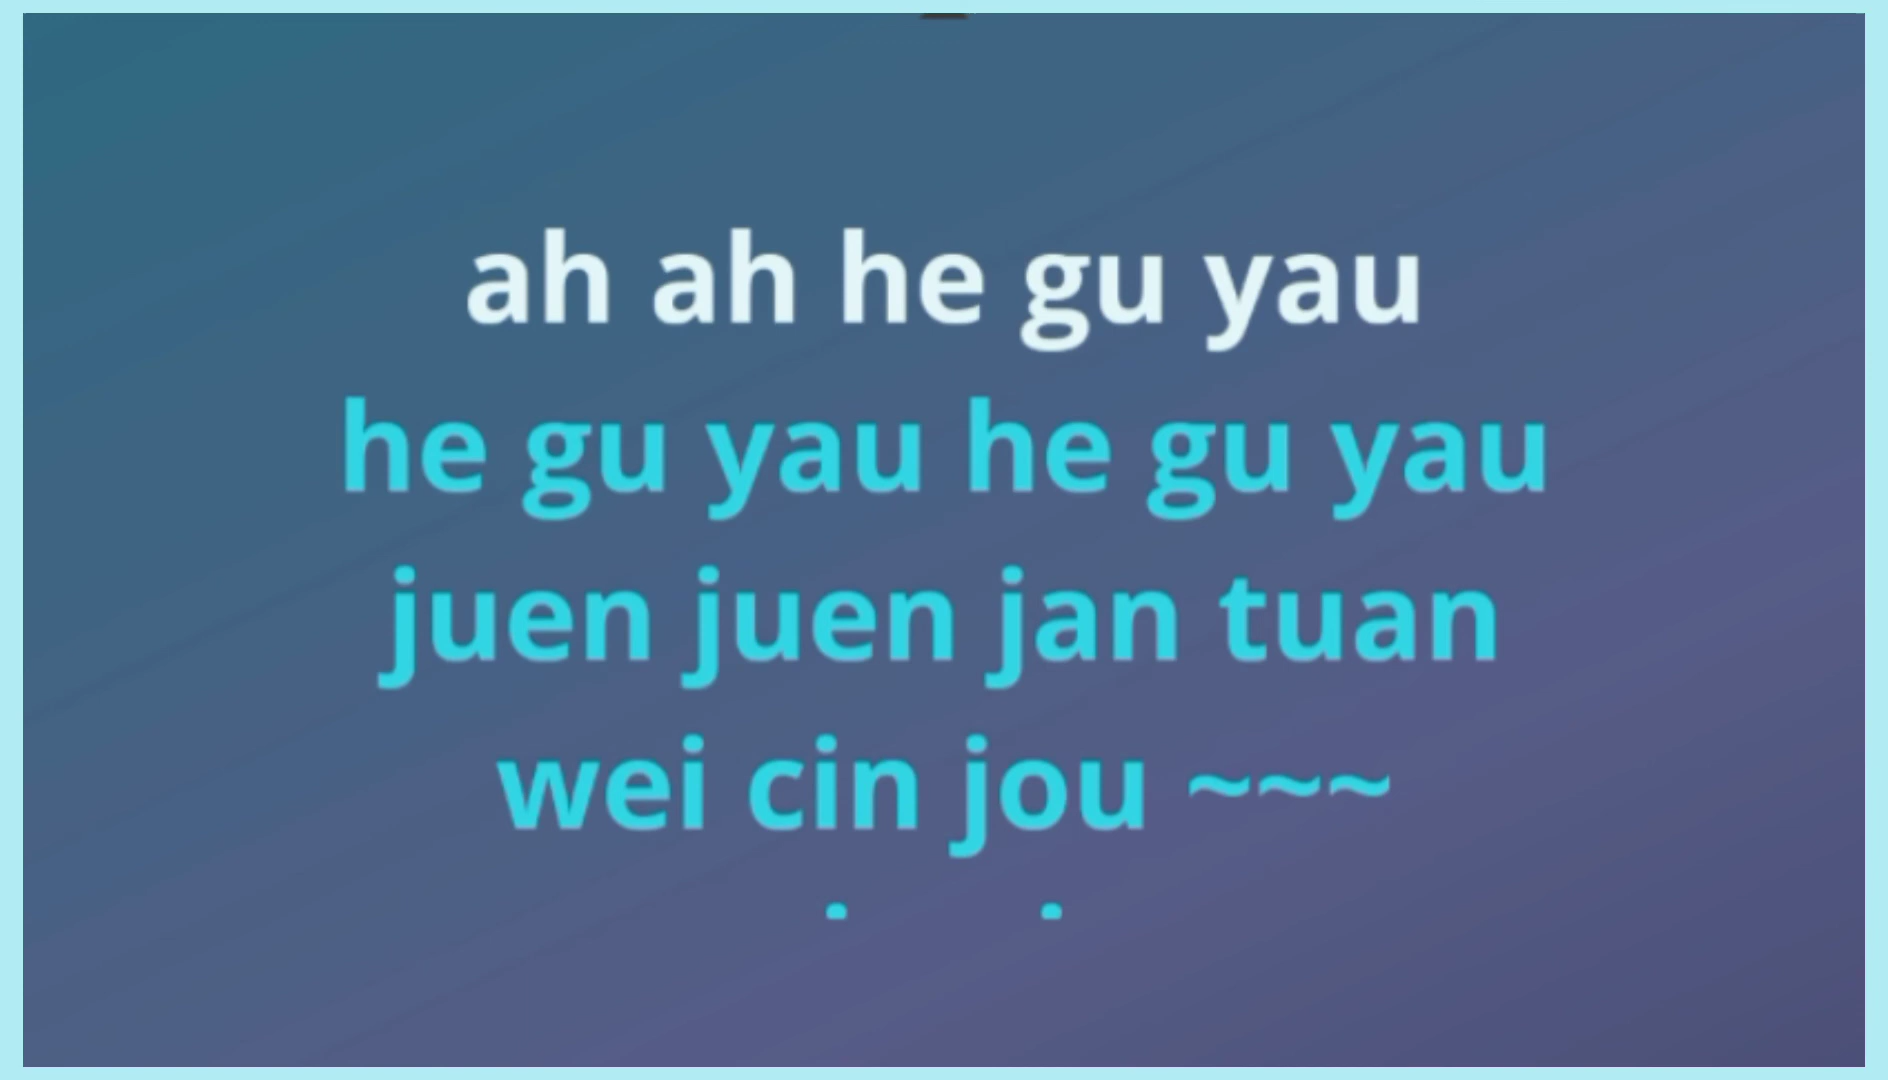 ah ah he gu yau
he gu yau he gu yau
juen juen jan tuan
wei cin jou ~~~